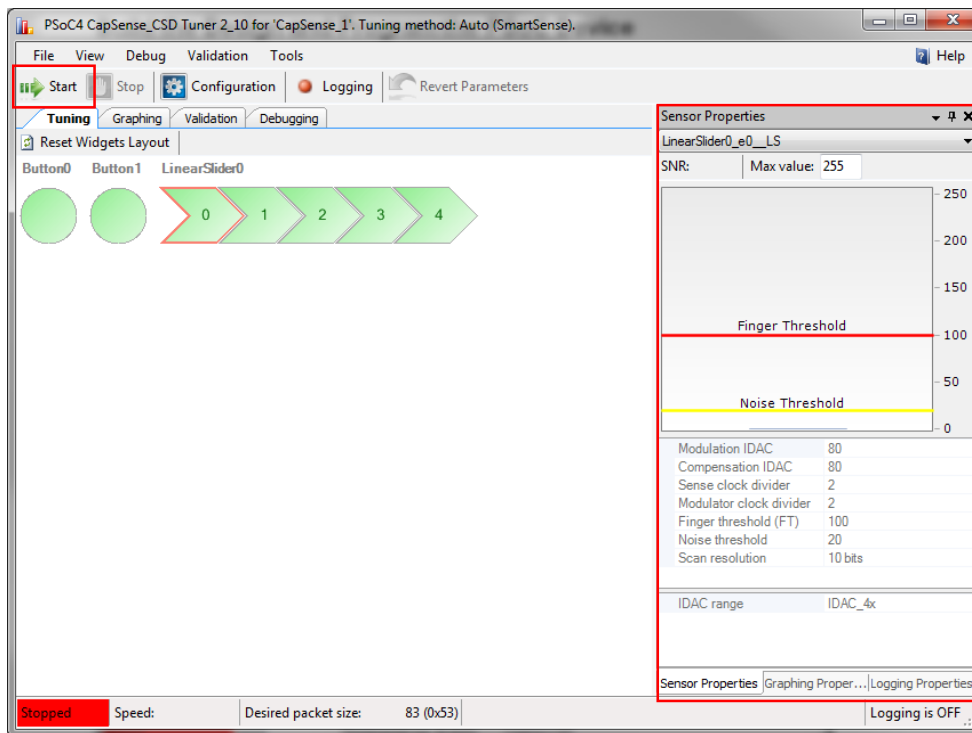 PSoC4 CapSense_CSD Tuner 2_10 for 'CapSense_1'. Tuning method: Auto (SmartSense).
File View Debug Validation Tools Help
Start Stop Configuration Logging Revert Parameters
Tuning Graphing Validation Debugging
Reset Widgets Layout
Button0 Button1 LinearSlider0
0 1 2 3 4
Sensor Properties
LinearSlider0_e0__LS
SNR: Max value: 255
250
200
150
Finger Threshold
100
50
Noise Threshold
0
Modulation IDAC 80
Compensation IDAC 80
Sense clock divider 2
Modulator clock divider 2
Finger threshold (FT) 100
Noise threshold 20
Scan resolution 10 bits
IDAC range IDAC_4x
Sensor Properties Graphing Proper... Logging Properties
Stopped Speed: Desired packet size: 83 (0x53) Logging is OFF